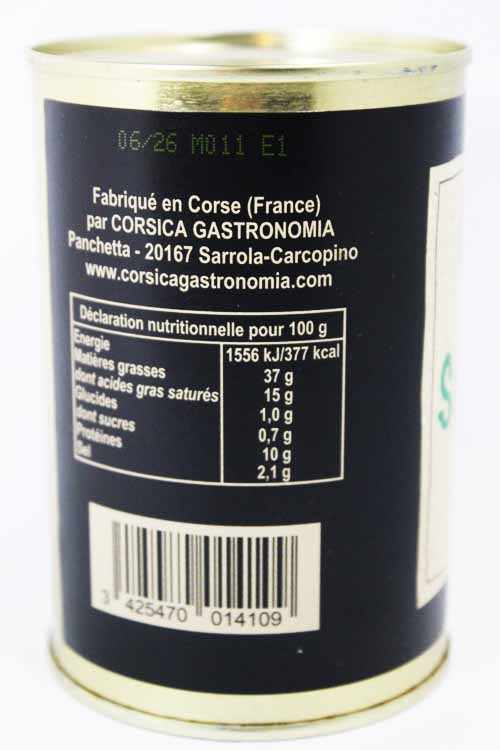 06/26 M011 E1
Fabriqué en Corse (France)
par CORSICA GASTRONOMIA
Panchetta - 20167 Sarrola-Carcopino
www.corsicagastronomia.com
Déclaration nutritionnelle pour 100 g
Energie 1556 kJ/377 kcal
Matières grasses 37 g
dont acides gras saturés 15 g
Glucides 1,0 g
dont sucres 0,7 g
Protéines 10 g
Sel 2,1 g
3 425470 014109